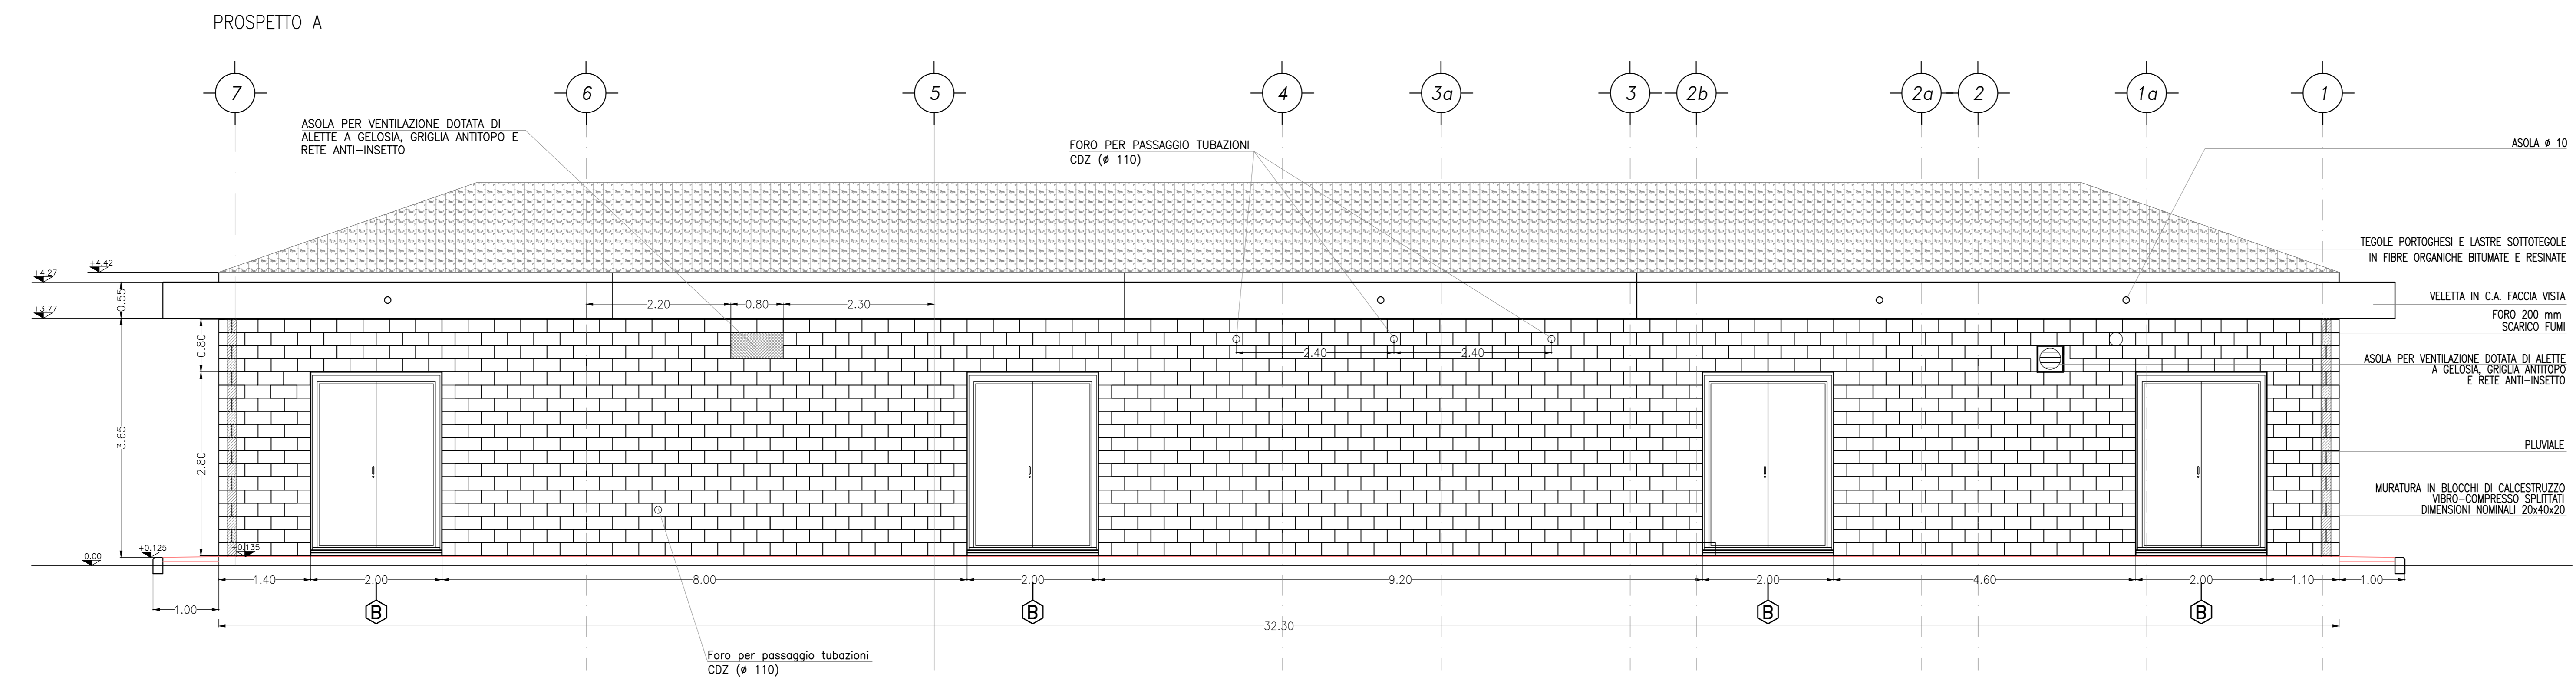 PROSPETTO A
7
6
5
4
3a
3
2b
2a
2
1a
1
ASOLA PER VENTILAZIONE DOTATA DI
ALETTE A GELOSIA, GRIGLIA ANTITOPO E
RETE ANTI-INSETTO
FORO PER PASSAGGIO TUBAZIONI
CDZ (ø 110)
ASOLA ø 10
TEGOLE PORTOGHESI E LASTRE SOTTOTEGOLE
IN FIBRE ORGANICHE BITUMATE E RESINATE
VELETTA IN C.A. FACCIA VISTA
FORO 200 mm
SCARICO FUMI
ASOLA PER VENTILAZIONE DOTATA DI ALETTE
A GELOSIA, GRIGLIA ANTITOPO
E RETE ANTI-INSETTO
PLUVIALE
MURATURA IN BLOCCHI DI CALCESTRUZZO
VIBRO-COMPRESSO SPLITTATI
DIMENSIONI NOMINALI 20x40x20
+4.27
+4.42
+3.77
0.55
2.20
0.80
2.30
0.80
2.40
2.40
3.65
2.80
0.00
+0.125
+0.135
1.40
2.00
8.00
2.00
9.20
2.00
4.60
2.00
1.10
1.00
1.00
B
B
B
B
32.30
Foro per passaggio tubazioni
CDZ (ø 110)